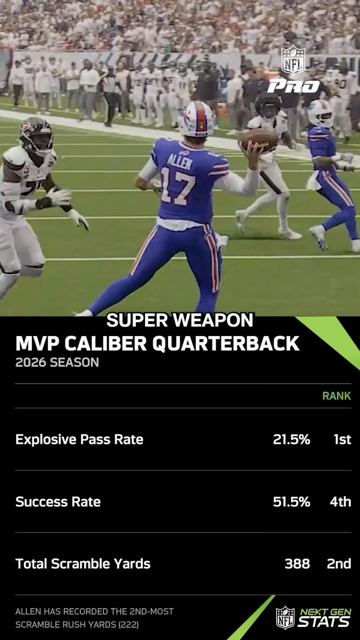 NFL
PRO
ALLEN
17
SUPER WEAPON
MVP CALIBER QUARTERBACK
2026 SEASON
RANK
Explosive Pass Rate 21.5% 1st
Success Rate 51.5% 4th
Total Scramble Yards 388 2nd
ALLEN HAS RECORDED THE 2ND-MOST
SCRAMBLE RUSH YARDS (222)
NFL NEXT GEN
STATS